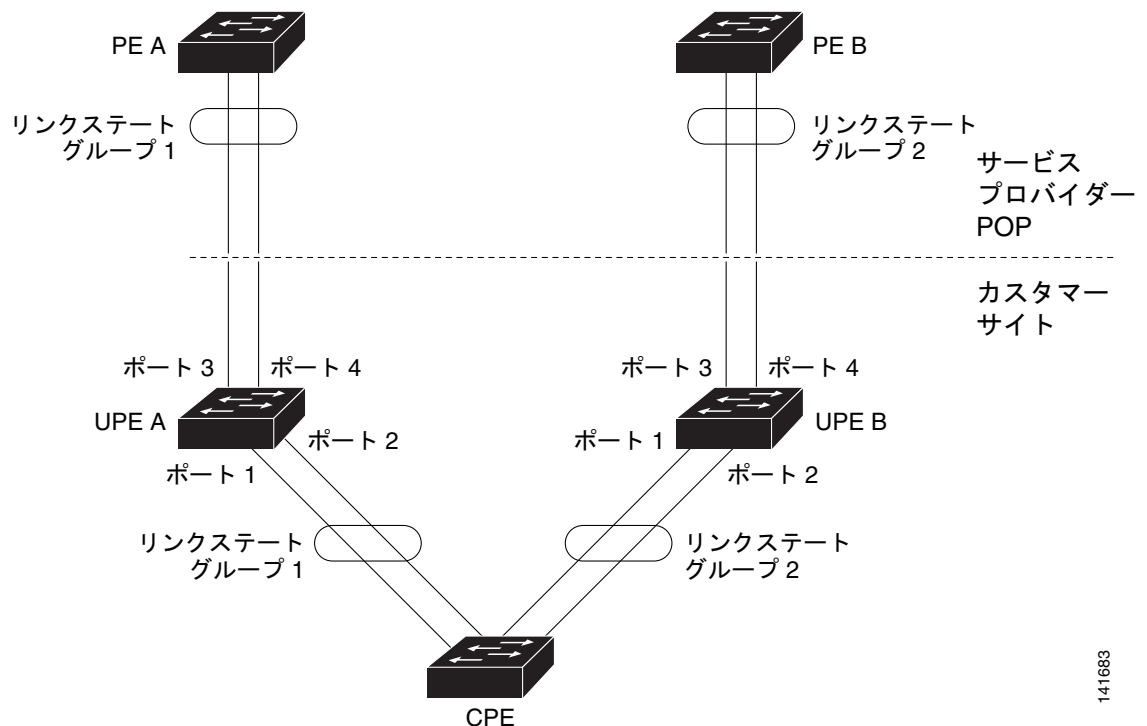 PE A
PE B
リンクステート
グループ 1
リンクステート
グループ 2
サービス
プロバイダー
POP
カスタマー
サイト
ポート 3
ポート 4
ポート 3
ポート 4
UPE A
UPE B
ポート 2
ポート 1
ポート 1
ポート 2
リンクステート
グループ 1
リンクステート
グループ 2
CPE
141683